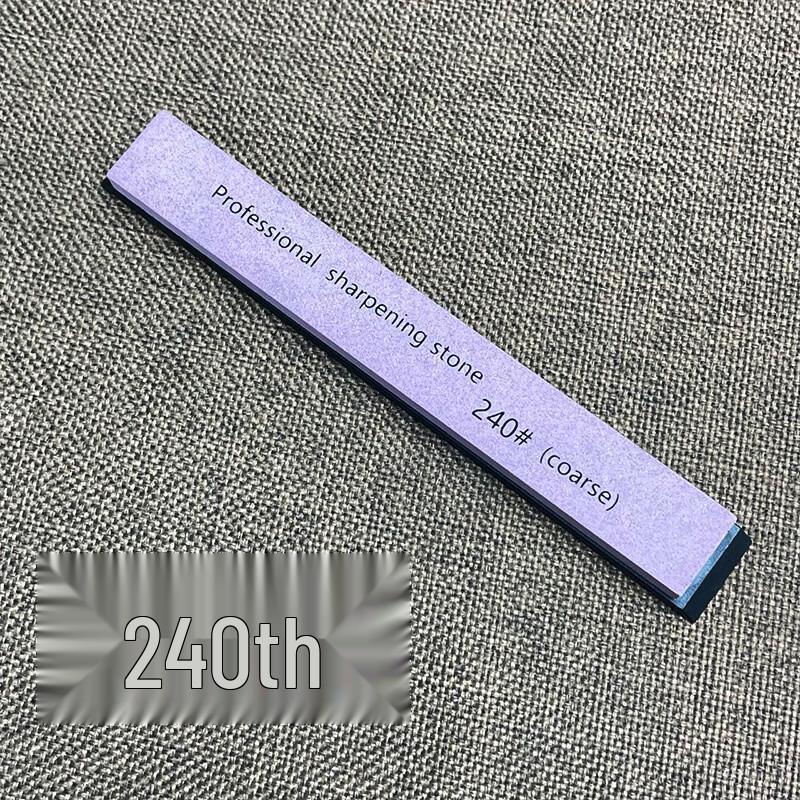 Professional sharpening stone
240# (coarse)
240th